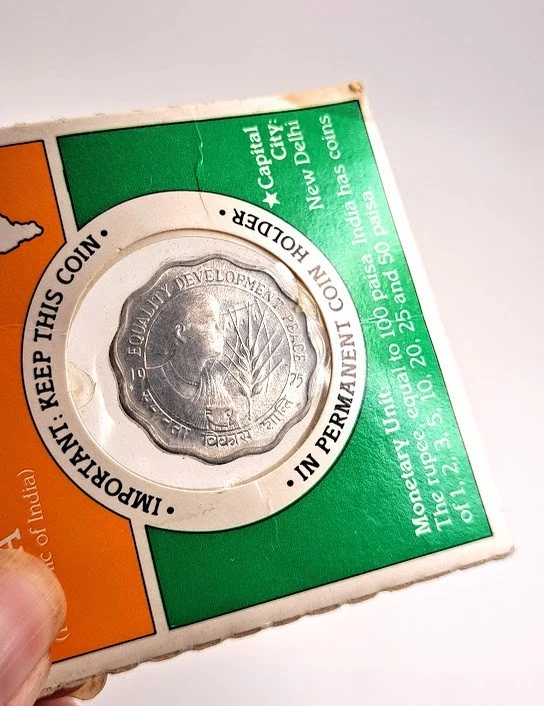 A
ic of India)
IMPORTANT: KEEP THIS COIN •
IN PERMANENT COIN HOLDER •
EQUALITY DEVELOPMENT PEACE
19 75
समानता विकास शान्ति
★Capital
City:
New Delhi
Monetary Unit:
The rupee, equal to 100 paisa. India has coins
of 1, 2, 3, 5, 10, 20, 25 and 50 paisa.